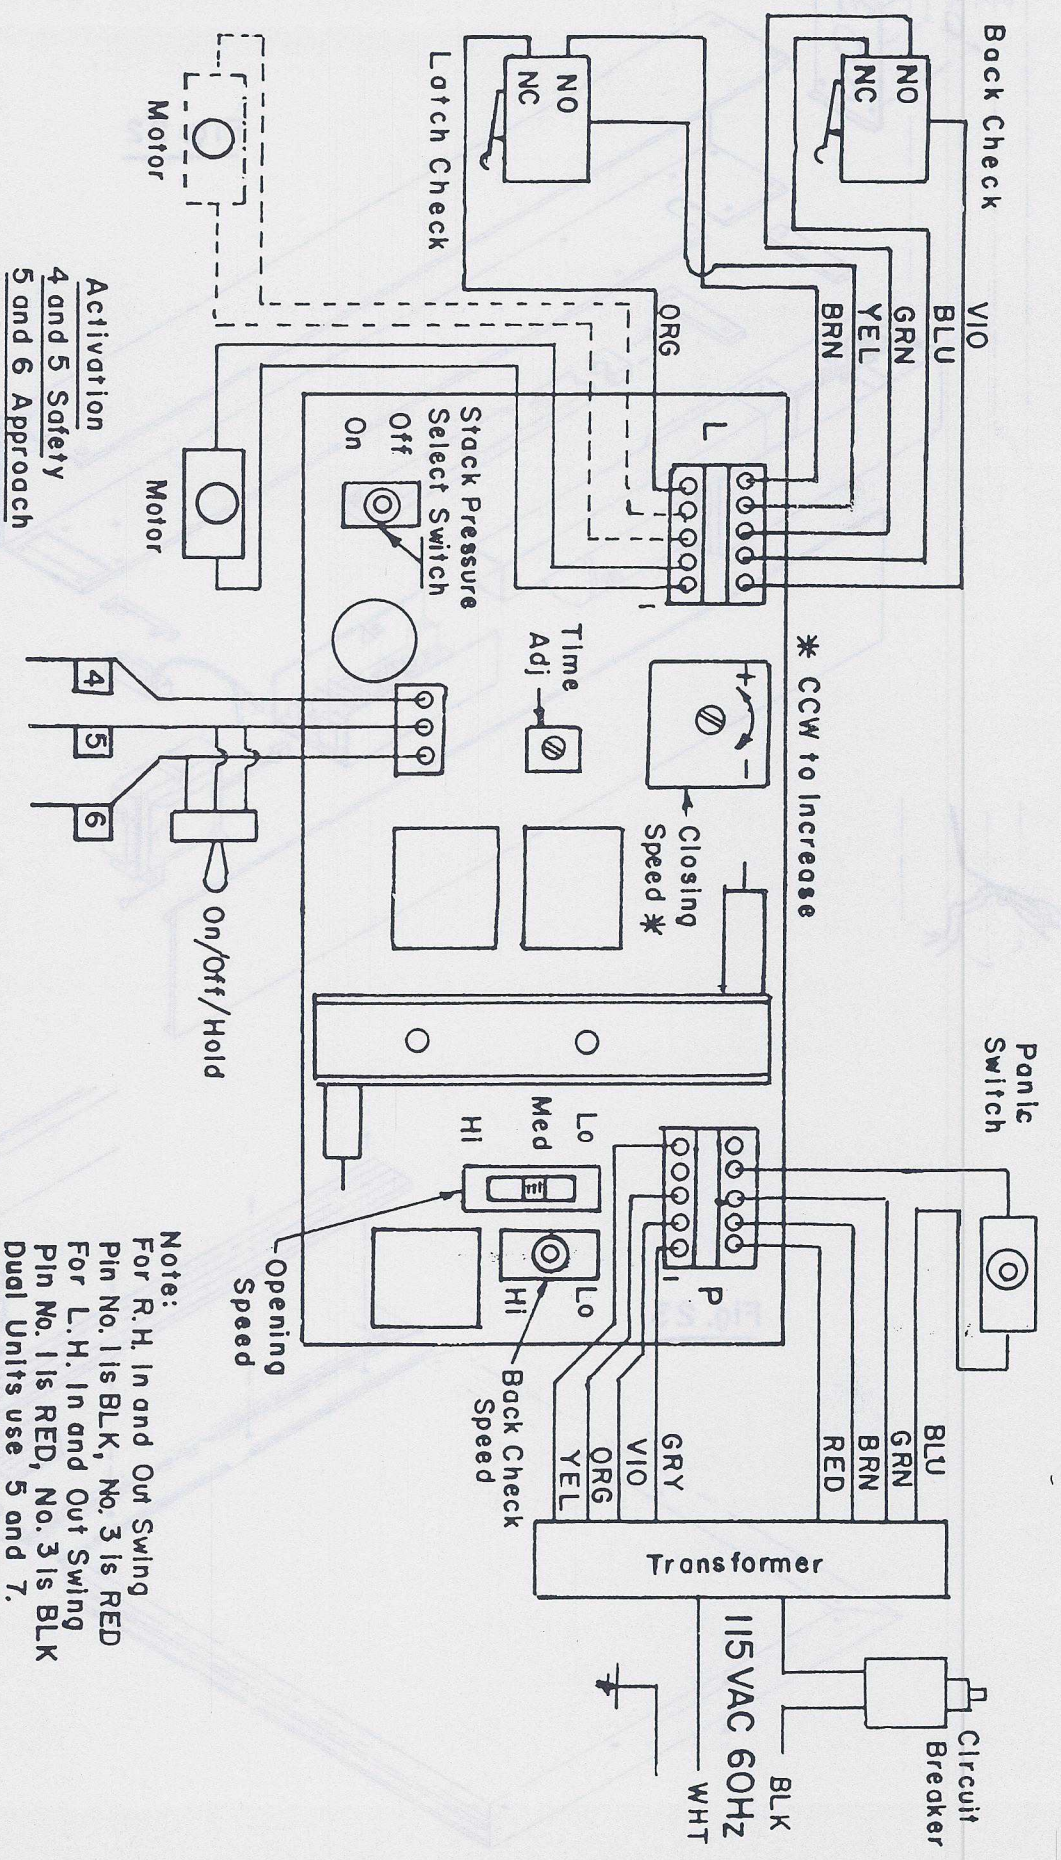 Back Check
NO
NC
VIO
BLU
GRN
YEL
BRN
ORG
NO
NC
Latch Check
Motor
Motor
Activation
4 and 5 Safety
5 and 6 Approach
L
1
Stack Pressure
Select Switch
Off
On
Time
Adj
* CCW to Increase
+
-
Closing
Speed *
4
5
6
On/Off/Hold
Panic
Switch
Lo
Med
Hi
Opening
Speed
Lo
Hi
Back Check
Speed
P
1
BLU
GRN
BRN
RED
GRY
VIO
ORG
YEL
Transformer
115 VAC 60Hz
BLK
WHT
Circuit
Breaker
Note:
For R.H. In and Out Swing
Pin No. 1 is BLK, No. 3 is RED
For L.H. In and Out Swing
Pin No. 1 is RED, No. 3 is BLK
Dual Units use 5 and 7.